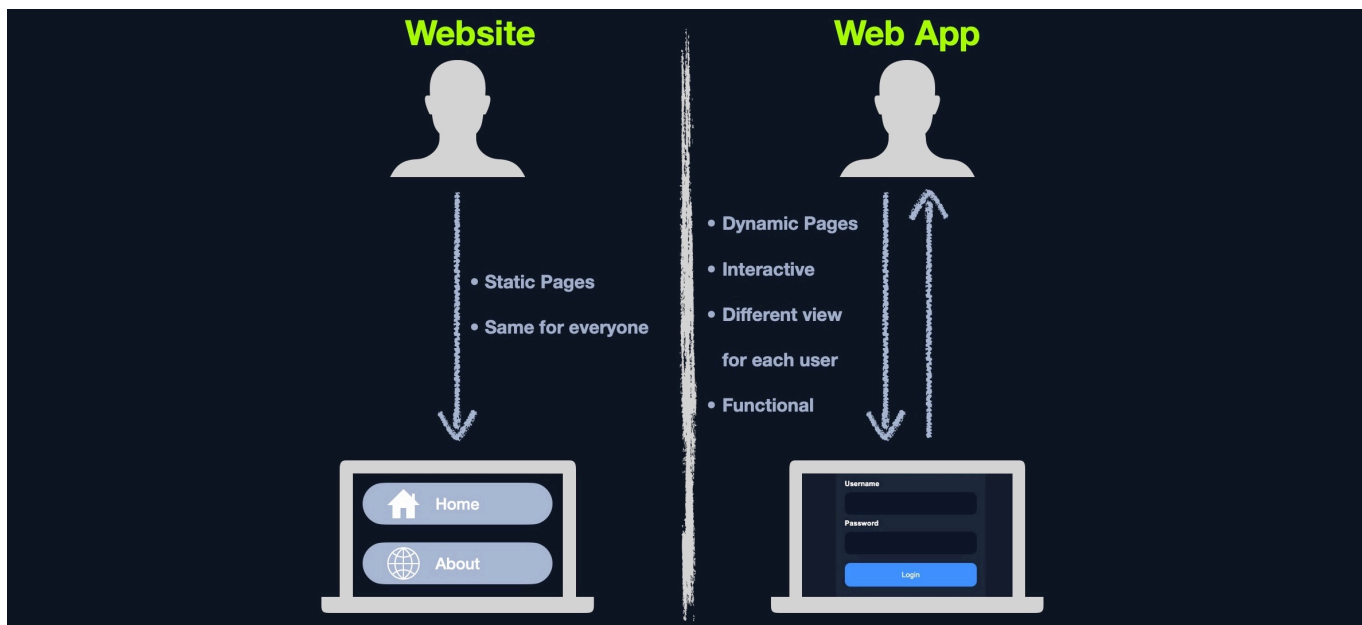 Website
• Static Pages
• Same for everyone
Home
About
Web App
• Dynamic Pages
• Interactive
• Different view
for each user
• Functional
Username
Password
Login